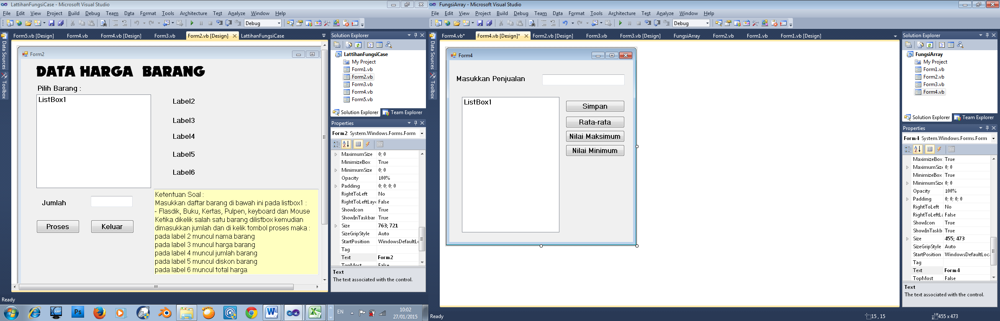 LattihanFungsiCase - Microsoft Visual Studio
File Edit View Project Build Debug Team Data Format Tools Architecture Test Analyze Window Help
Debug
Form5.vb [Design] Form4.vb Form4.vb [Design] Form3.vb Form2.vb [Design] LattihanFungsiCase
Data Sources
Toolbox
Form2
DATA HARGA BARANG
Pilih Barang :
ListBox1
Label2
Label3
Label4
Label5
Label6
Jumlah
Proses
Keluar
Ketentuan Soal :
Masukkan daftar barang di bawah ini pada listbox1 :
- Flasdik, Buku, Kertas, Pulpen, keyboard dan Mouse
Ketika dikelik salah satu barang dilistbox kemudian
dimasukkan jumlah dan di kelik tombol proses maka :
pada label 2 muncul nama barang
pada label 3 muncul harga barang
pada label 4 muncul jumlah barang
pada label 5 muncul diskon barang
pada label 6 muncul total harga
Solution Explorer
LattihanFungsiCase
My Project
Form1.vb
Form2.vb
Form3.vb
Form4.vb
Form5.vb
Solution Explorer Team Explorer
Properties
Form2 System.Windows.Forms.Form
MaximumSize 0; 0
MinimizeBox True
MinimumSize 0; 0
Opacity 100%
Padding 0; 0; 0; 0
RightToLeft No
RightToLeftLay False
ShowIcon True
ShowInTaskbar True
Size 763; 721
SizeGripStyle Auto
StartPosition WindowsDefaultLo
Tag
Text Form2
TopMost False
Text
The text associated with the control.
Ready
Ps
EN
10:02
27/01/2015
FungsiArray - Microsoft Visual Studio
File Edit View Project Build Debug Team Data Format Tools Architecture Test Analyze Window Help
Debug
Form4.vb* Form4.vb [Design]* Form2.vb [Design] Form3.vb Form3.vb [Design] FungsiArray Form2.vb Form1.vb Form1.vb [Design]
Data Sources
Toolbox
Form4
Masukkan Penjualan
ListBox1
Simpan
Rata-rata
Nilai Maksimum
Nilai Minimum
Solution Explorer
FungsiArray
My Project
Form1.vb
Form2.vb
Form3.vb
Form4.vb
Solution Explorer Team Explorer
Properties
Form4 System.Windows.Forms.Form
MaximizeBox True
MaximumSize 0; 0
MinimizeBox True
MinimumSize 0; 0
Opacity 100%
Padding 0; 0; 0; 0
RightToLeft No
RightToLeftLa False
ShowIcon True
ShowInTaskb True
Size 455; 473
SizeGripStyle Auto
StartPosition WindowsDefaultLoca
Tag
Text Form4
TopMost False
Text
The text associated with the control.
Ready
15 , 15
455 x 473